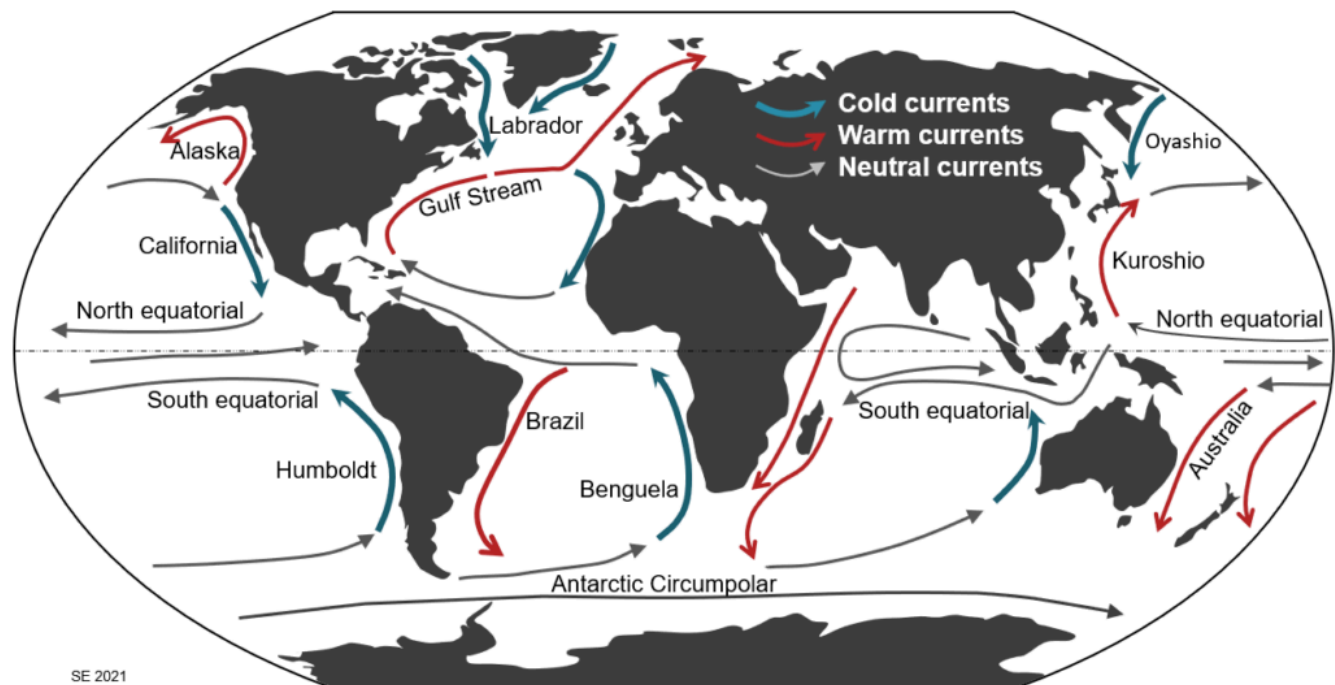 Cold currents
Warm currents
Neutral currents
Labrador
Oyashio
Alaska
Gulf Stream
California
Kuroshio
North equatorial
North equatorial
South equatorial
South equatorial
Brazil
Australia
Humboldt
Benguela
Antarctic Circumpolar
SE 2021